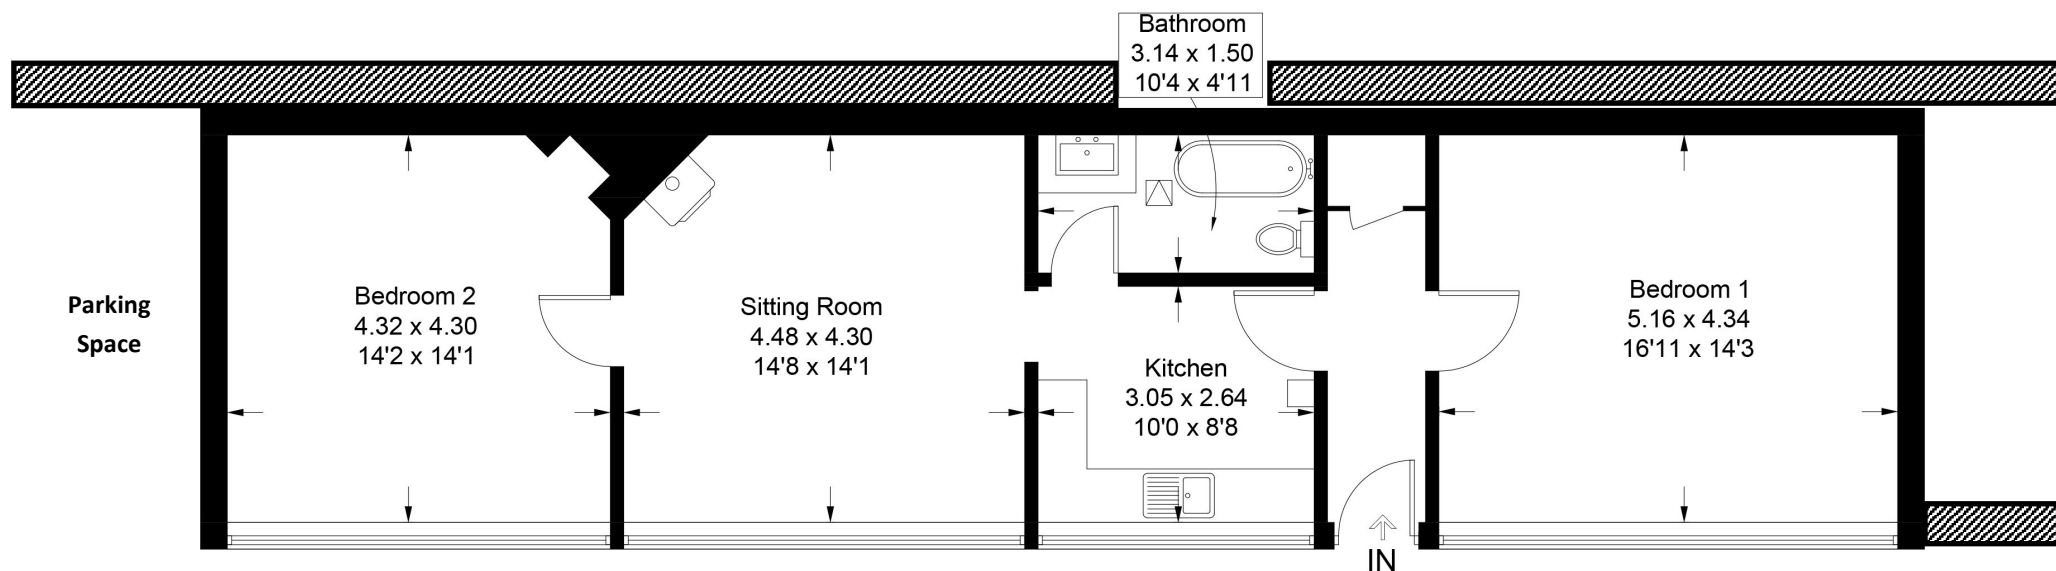 Bathroom
3.14 x 1.50
10'4 x 4'11
Parking
Space
Bedroom 2
4.32 x 4.30
14'2 x 14'1
Sitting Room
4.48 x 4.30
14'8 x 14'1
Kitchen
3.05 x 2.64
10'0 x 8'8
Bedroom 1
5.16 x 4.34
16'11 x 14'3
IN